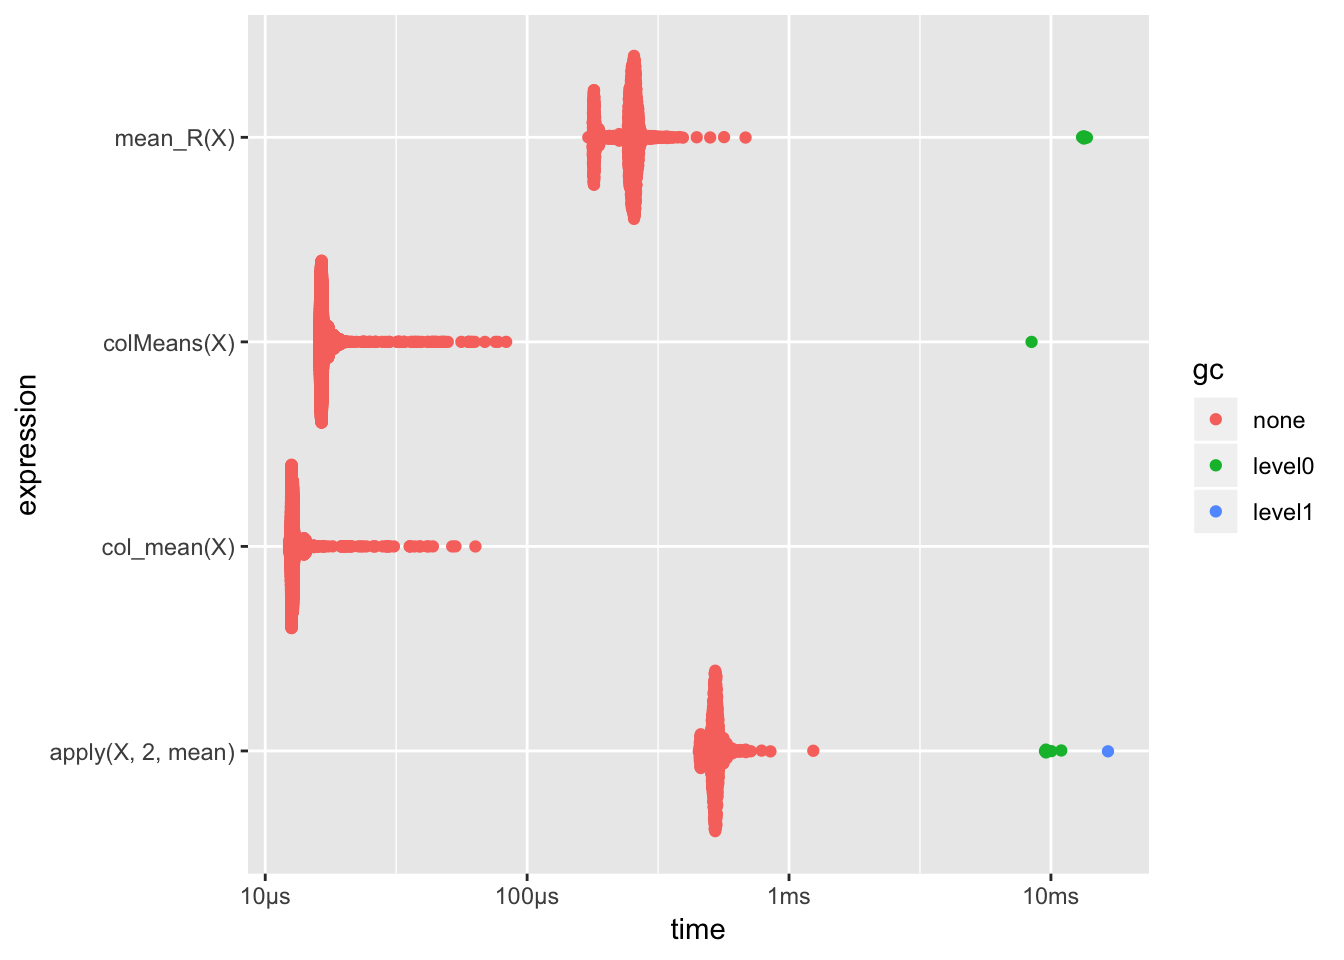 expression
mean_R(X)
colMeans(X)
col_mean(X)
apply(X, 2, mean)
10µs
100µs
1ms
10ms
time
gc
none
level0
level1